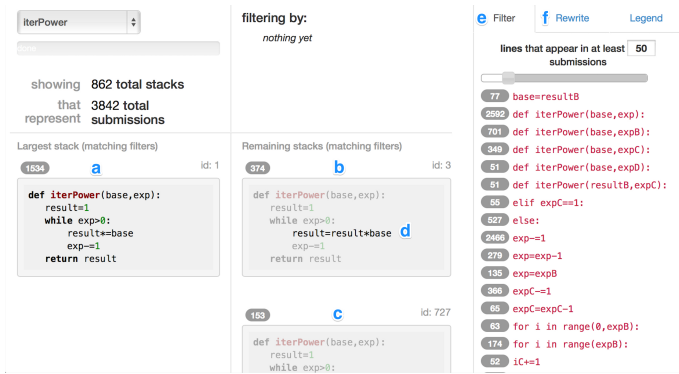 iterPower
done
showing 862 total stacks
that represent 3842 total submissions
Largest stack (matching filters)
1534
a
id: 1
def iterPower(base,exp):
result=1
while exp>0:
result*=base
exp-=1
return result
filtering by:
nothing yet
Remaining stacks (matching filters)
374
b
id: 3
def iterPower(base,exp):
result=1
while exp>0:
result=result*base
d
exp-=1
return result
153
c
id: 727
def iterPower(base,exp):
result=1
while exp>0:
e Filter
f Rewrite
Legend
lines that appear in at least 50
submissions
77 base=resultB
2592 def iterPower(base,exp):
701 def iterPower(base,expB):
349 def iterPower(base,expC):
51 def iterPower(base,expD):
51 def iterPower(resultB,expC):
55 elif expC==1:
527 else:
2466 exp-=1
279 exp=exp-1
135 exp=expB
366 expC-=1
65 expC=expC-1
63 for i in range(0,expB):
174 for i in range(expB):
52 iC+=1